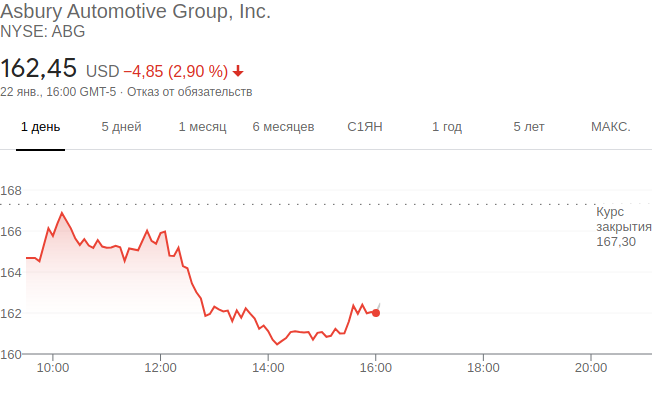 Asbury Automotive Group, Inc.
NYSE: ABG
162,45 USD −4,85 (2,90 %)
22 янв., 16:00 GMT-5 · Отказ от обязательств
1 день 5 дней 1 месяц 6 месяцев С1ЯН 1 год 5 лет МАКС.
168
Курс
закрытия
167,30
166
164
162
160
10:00 12:00 14:00 16:00 18:00 20:00